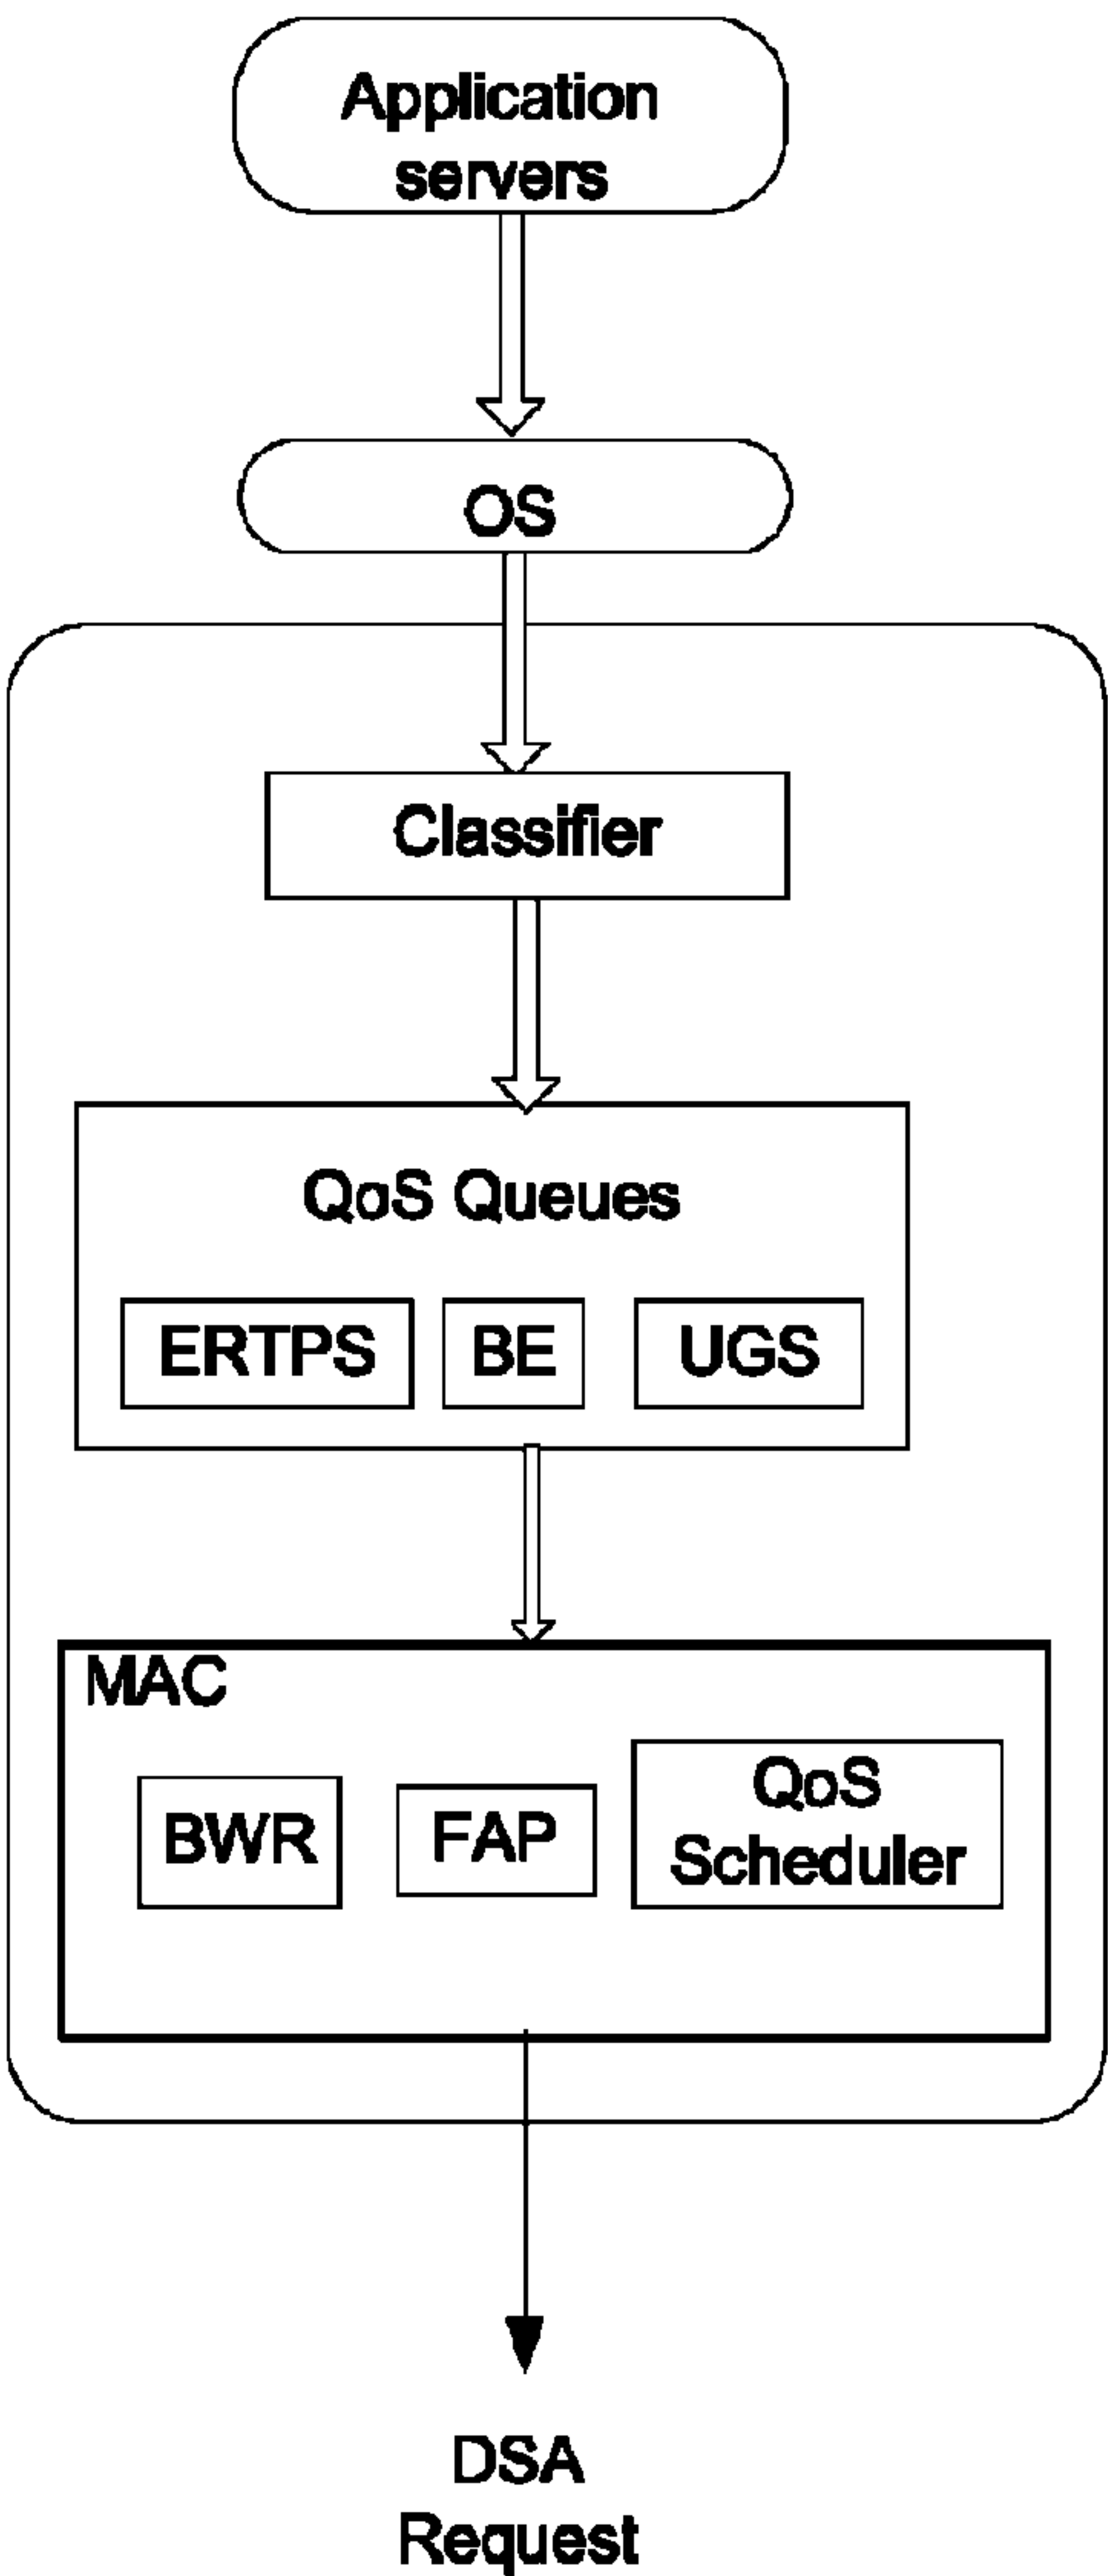 Application
servers
OS
Classifier
QoS Queues
ERTPS
BE
UGS
MAC
BWR
FAP
QoS
Scheduler
DSA
Request